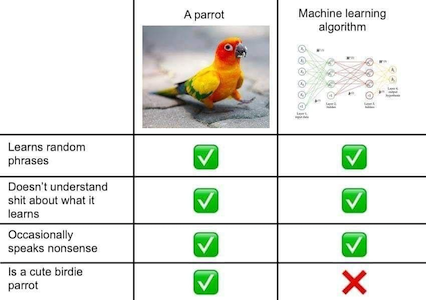 A parrot
Machine learning
algorithm
Learns random
phrases
Doesn't understand
shit about what it
learns
Occasionally
speaks nonsense
Is a cute birdie
parrot